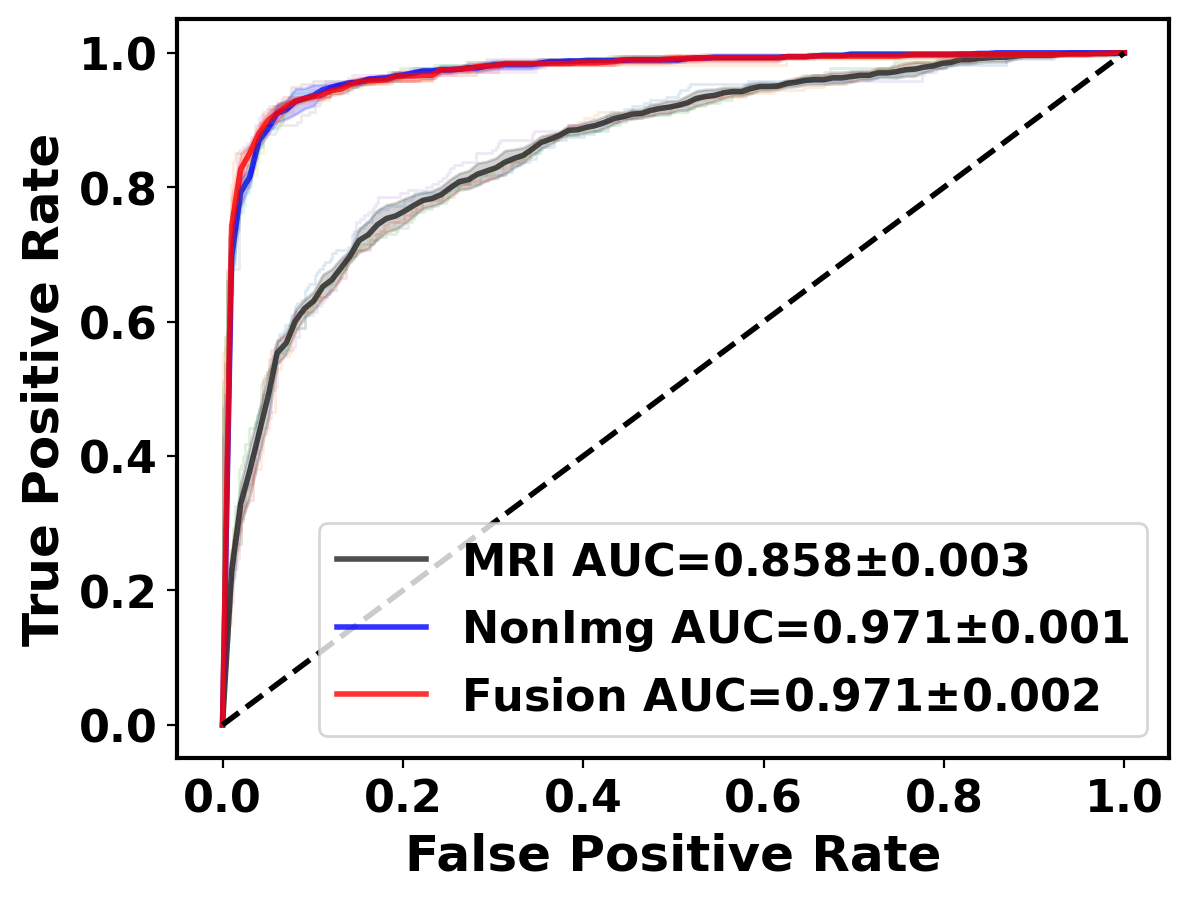 True Positive Rate
1.0
0.8
0.6
0.4
0.2
0.0
MRI AUC=0.858±0.003
NonImg AUC=0.971±0.001
Fusion AUC=0.971±0.002
0.0 0.2 0.4 0.6 0.8 1.0
False Positive Rate